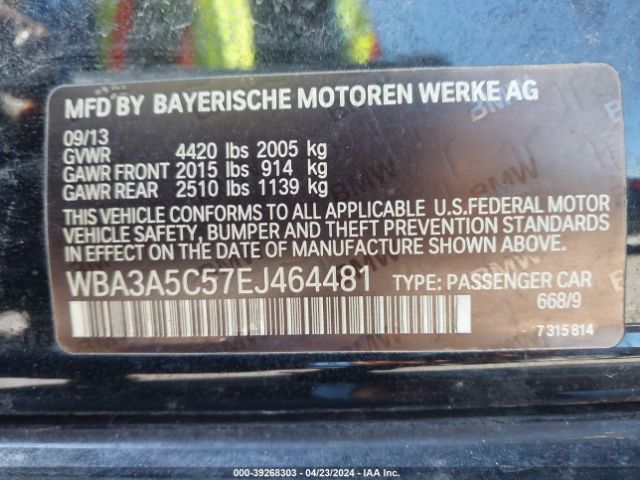 MFD BY BAYERISCHE MOTOREN WERKE AG
09/13
GVWR 4420 lbs 2005 kg
GAWR FRONT 2015 lbs 914 kg
GAWR REAR 2510 lbs 1139 kg
THIS VEHICLE CONFORMS TO ALL APPLICABLE U.S.FEDERAL MOTOR
VEHICLE SAFETY, BUMPER AND THEFT PREVENTION STANDARDS
IN EFFECT ON THE DATE OF MANUFACTURE SHOWN ABOVE.
WBA3A5C57EJ464481 TYPE: PASSENGER CAR
668/9
7 315 814
BMW
000-39268303 - 04/23/2024 - IAA Inc.